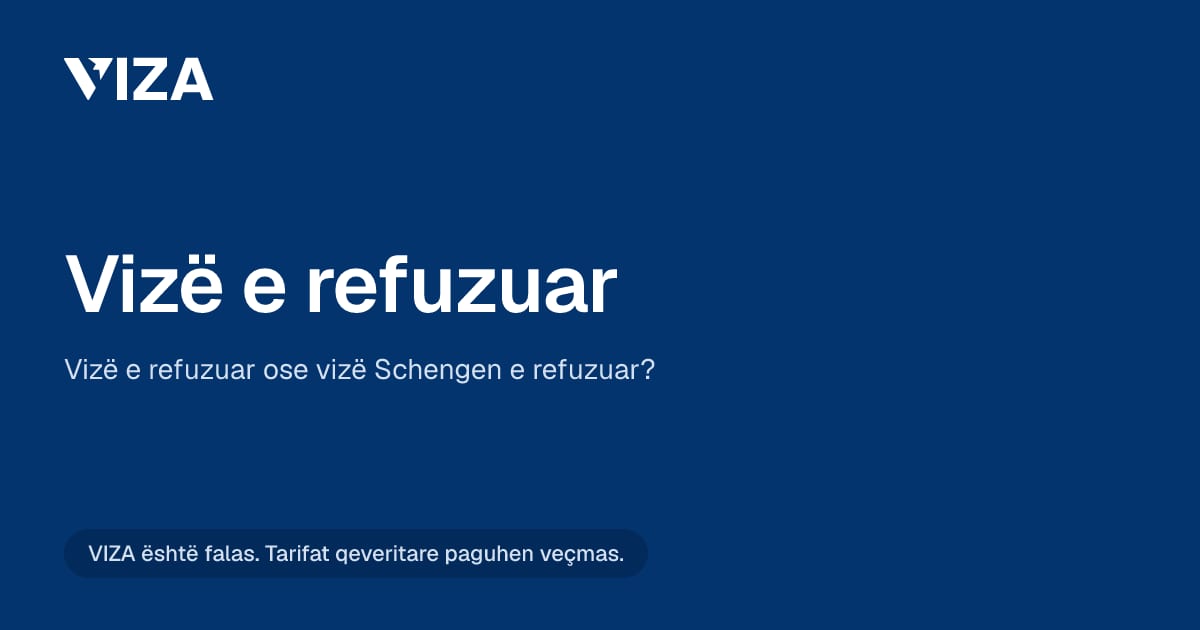 VIZA
Vizë e refuzuar
Vizë e refuzuar ose vizë Schengen e refuzuar?
VIZA është falas. Tarifat qeveritare paguhen veçmas.